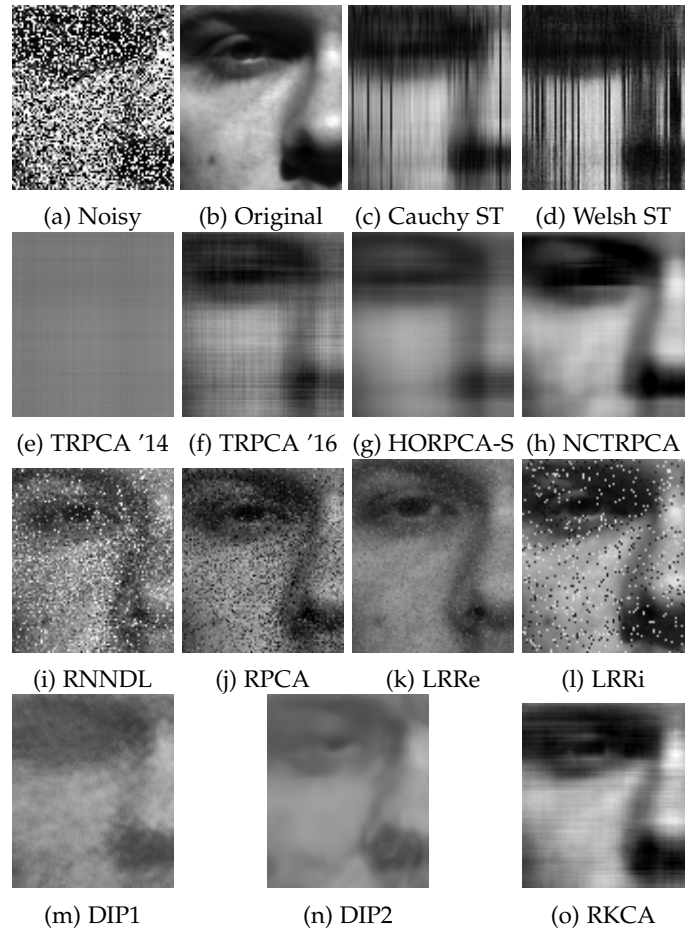 (a) Noisy (b) Original (c) Cauchy ST (d) Welsh ST
(e) TRPCA ’14 (f) TRPCA ’16 (g) HORPCA-S (h) NCTRPCA
(i) RNNDL (j) RPCA (k) LRRe (l) LRRi
(m) DIP1 (n) DIP2 (o) RKCA